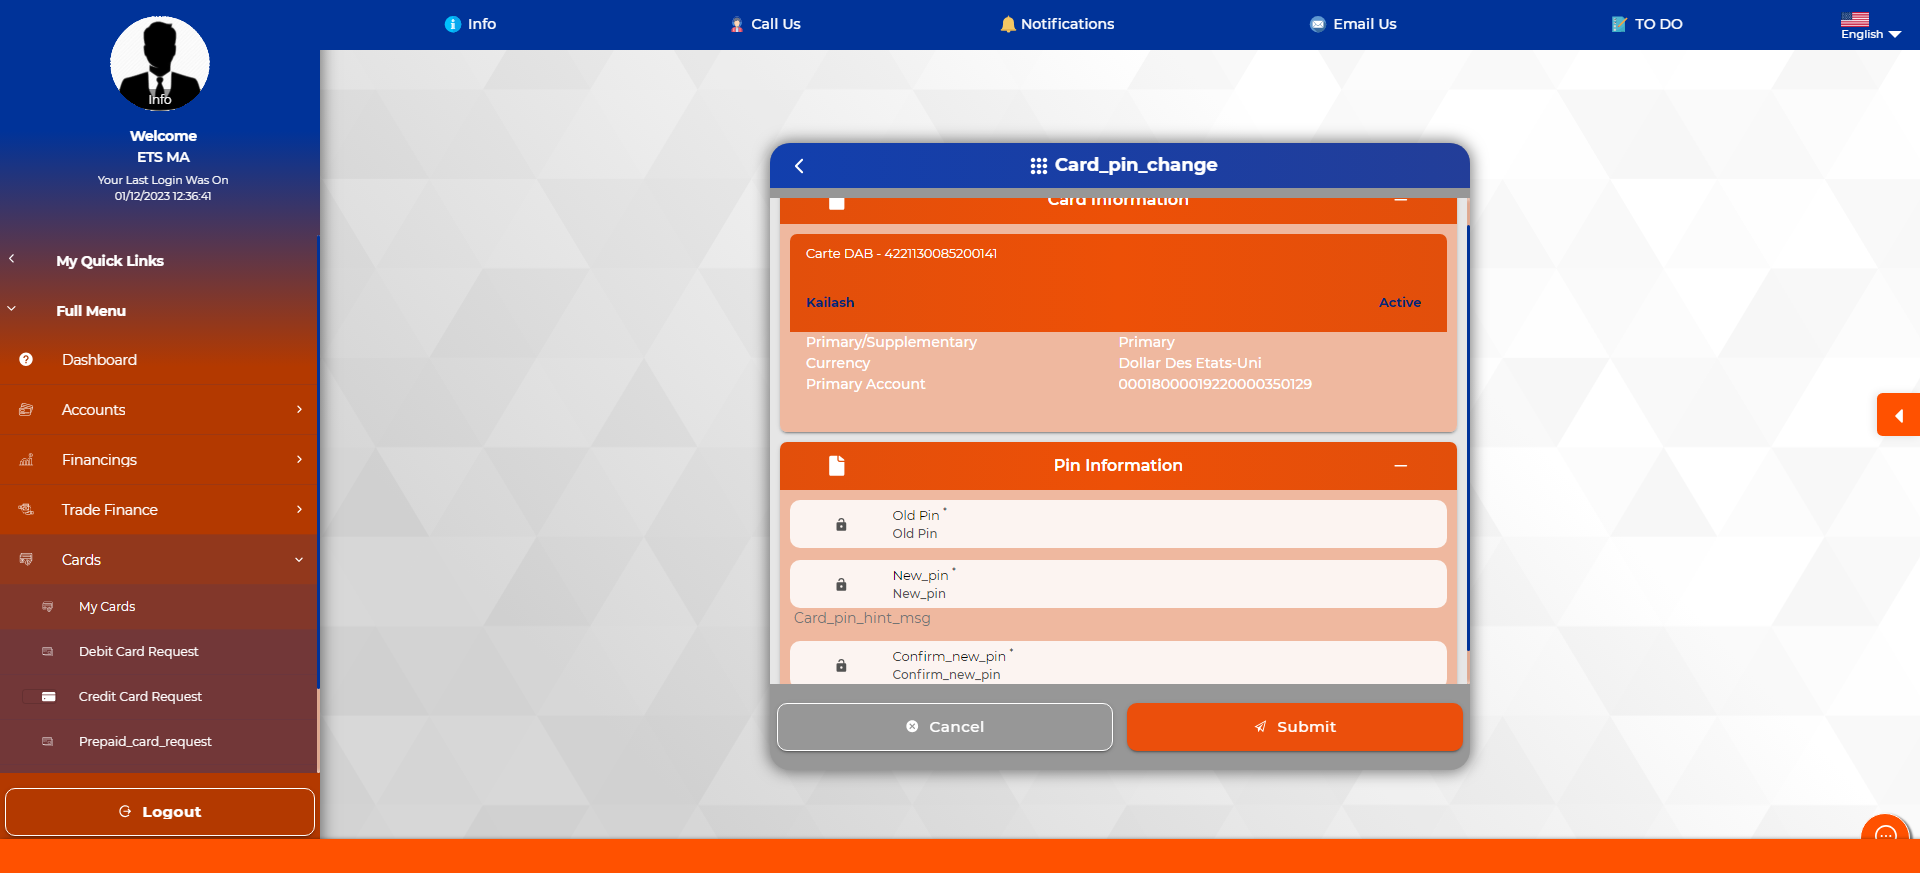 Info
Call Us
Notifications
Email Us
TO DO
English
Info
Welcome
ETS MA
Your Last Login Was On
01/12/2023 12:36:41
My Quick Links
Full Menu
Dashboard
Accounts
Financings
Trade Finance
Cards
My Cards
Debit Card Request
Credit Card Request
Prepaid_card_request
Logout
Card_pin_change
Card Information
Carte DAB - 4221130085200141
Kailash Active
Primary/Supplementary Primary
Currency Dollar Des Etats-Uni
Primary Account 00018000019220000350129
Pin Information
Old Pin *
Old Pin
New_pin *
New_pin
Card_pin_hint_msg
Confirm_new_pin *
Confirm_new_pin
Cancel
Submit